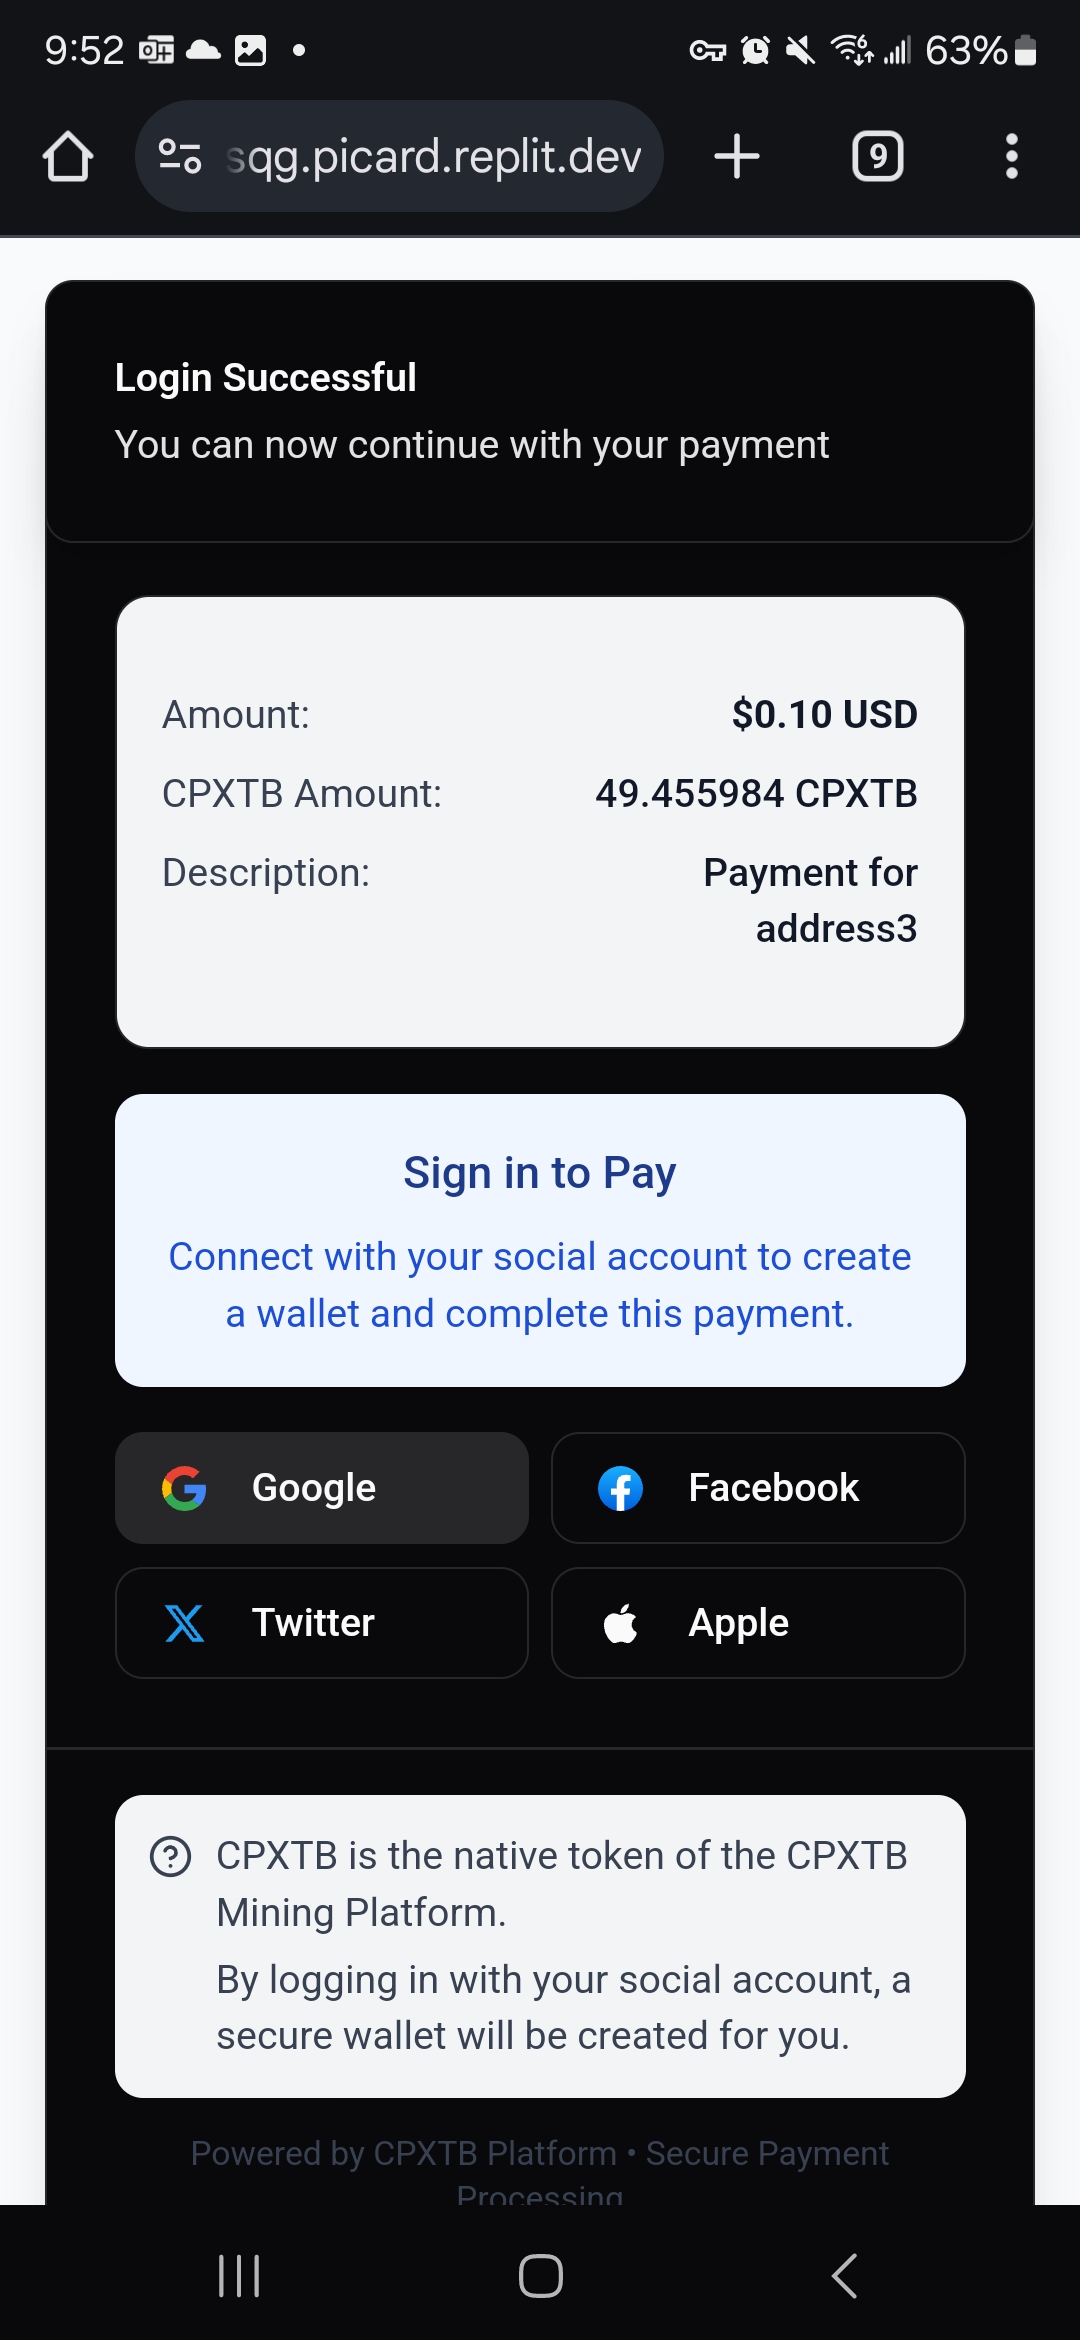 9:52
63%
sqg.picard.replit.dev
9
Login Successful
You can now continue with your payment
Amount: $0.10 USD
CPXTB Amount: 49.455984 CPXTB
Description: Payment for
address3
Sign in to Pay
Connect with your social account to create
a wallet and complete this payment.
Google
Facebook
Twitter
Apple
CPXTB is the native token of the CPXTB
Mining Platform.
By logging in with your social account, a
secure wallet will be created for you.
Powered by CPXTB Platform • Secure Payment
Processing